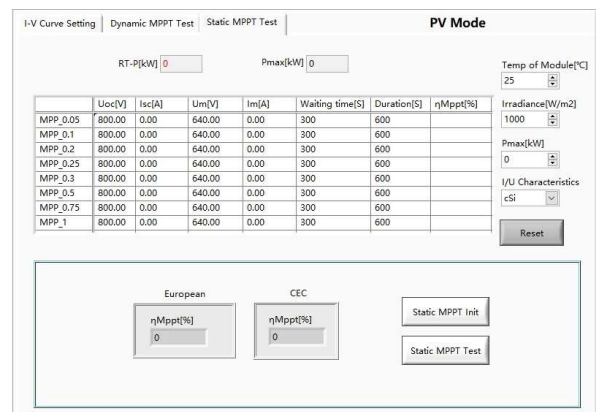 I-V Curve Setting Dynamic MPPT Test Static MPPT Test PV Mode
RT-P[kW] 0 Pmax[kW] 0
Temp of Module[℃]
25
Uoc[V] Isc[A] Um[V] Im[A] Waiting time[S] Duration[S] ηMppt[%]
Irradiance[W/m2]
MPP_0.05 800.00 0.00 640.00 0.00 300 600
1000
MPP_0.1 800.00 0.00 640.00 0.00 300 600
MPP_0.2 800.00 0.00 640.00 0.00 300 600
Pmax[kW]
MPP_0.25 800.00 0.00 640.00 0.00 300 600
0
MPP_0.3 800.00 0.00 640.00 0.00 300 600
I/U Characteristics
MPP_0.5 800.00 0.00 640.00 0.00 300 600
cSi
MPP_0.75 800.00 0.00 640.00 0.00 300 600
MPP_1 800.00 0.00 640.00 0.00 300 600
Reset
European CEC
ηMppt[%] ηMppt[%]
0 0
Static MPPT Init
Static MPPT Test